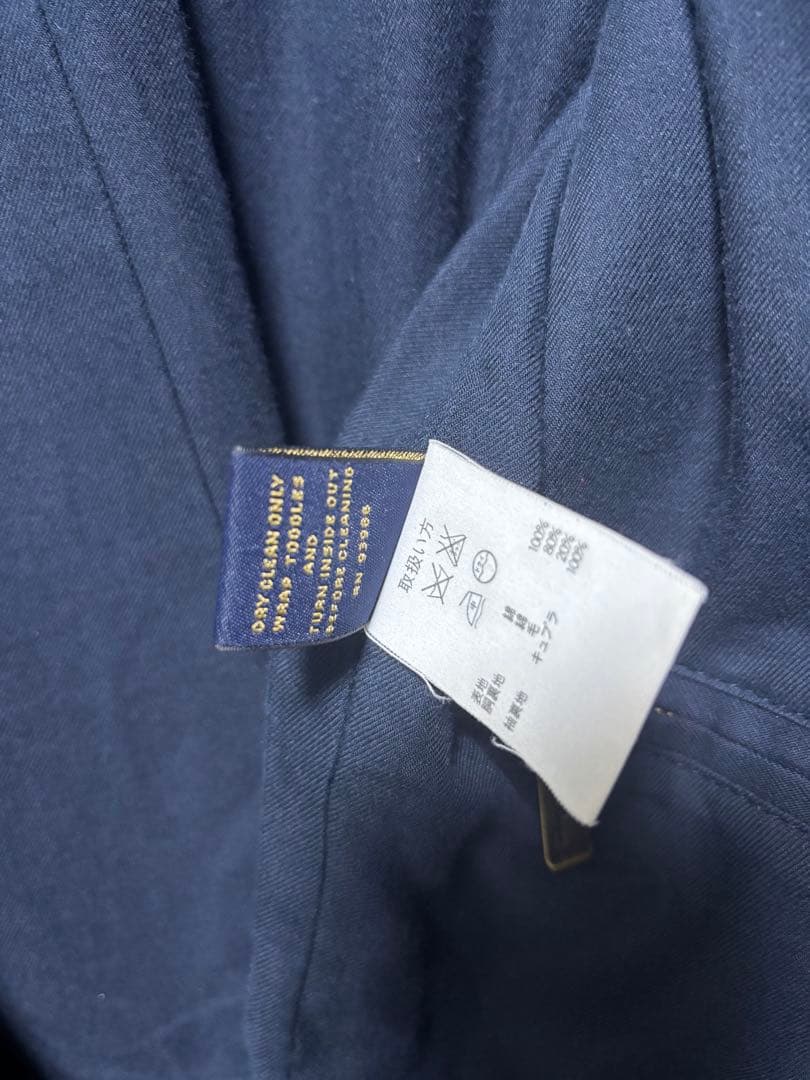 DRY CLEAN ONLY
WRAP TOGGLES
AND
TURN INSIDE OUT
BEFORE CLEANING
RN 93986
取扱い方
表地 綿 100%
胴裏地 綿 80%
毛 20%
袖裏地 キュプラ 100%